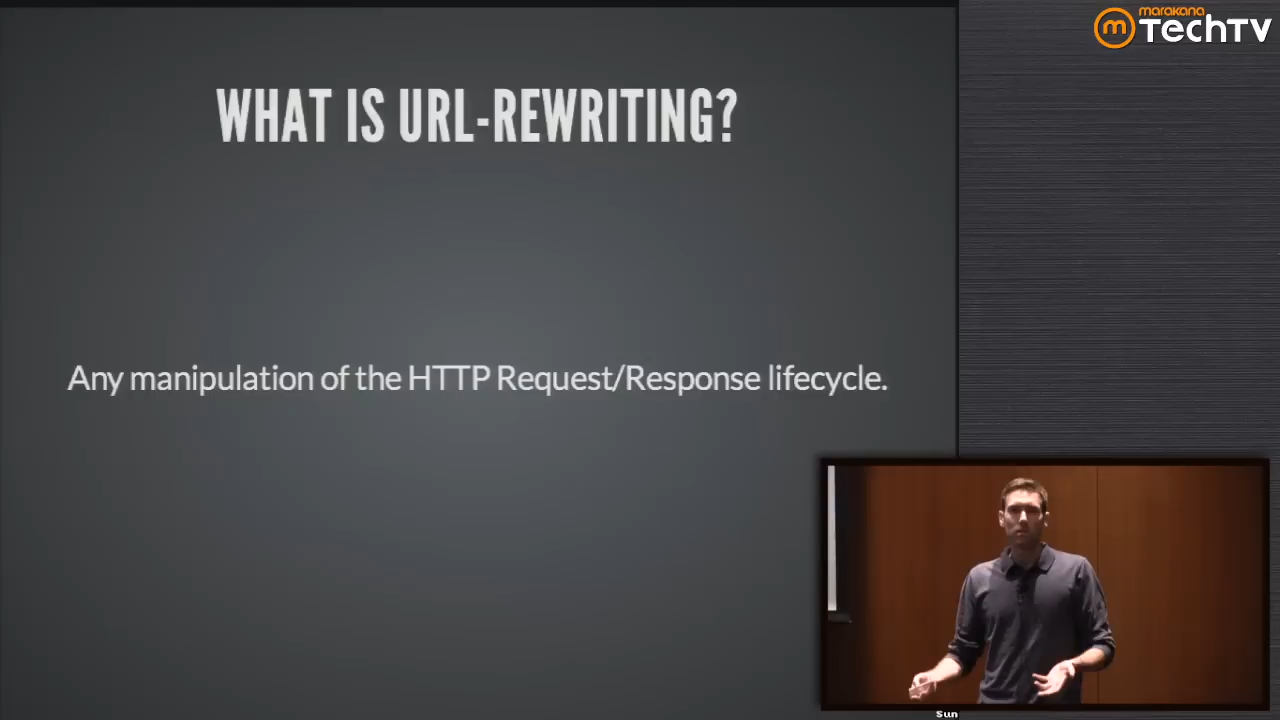 marakana
TechTV
WHAT IS URL-REWRITING?
Any manipulation of the HTTP Request/Response lifecycle.
Sun